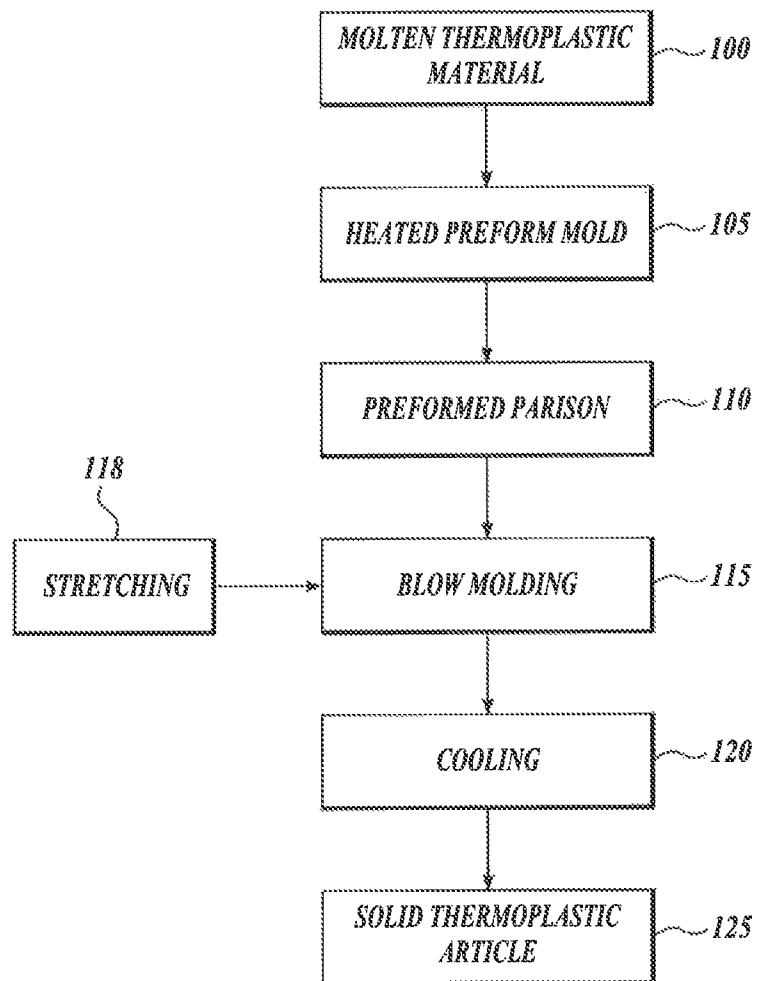 MOLTEN THERMOPLASTIC
MATERIAL
100
HEATED PREFORM MOLD
105
PREFORMED PARISON
110
118
STRETCHING
BLOW MOLDING
115
COOLING
120
SOLID THERMOPLASTIC
ARTICLE
125